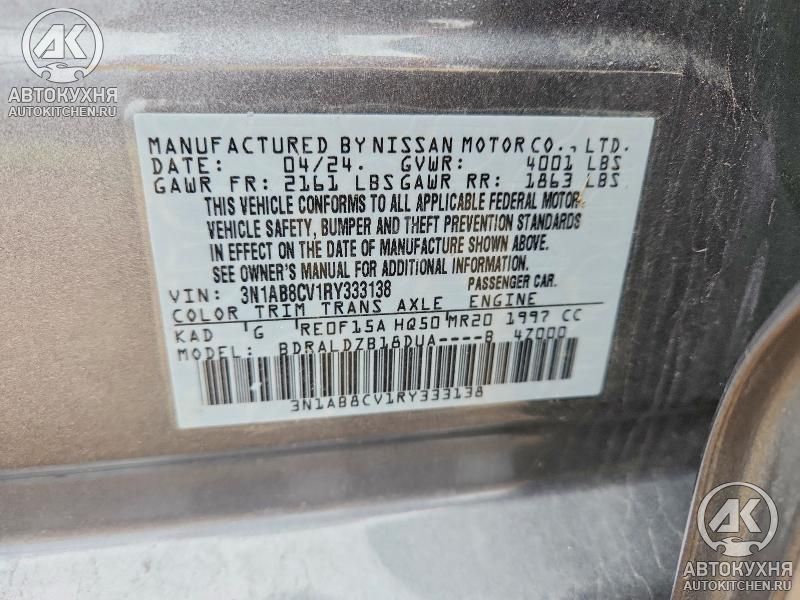 AK
АВТОКУХНЯ
AUTOKITCHEN.RU
MANUFACTURED BY NISSAN MOTOR CO., LTD.
DATE: 04/24. GVWR: 4001 LBS
GAWR FR: 2161 LBS GAWR RR: 1863 LBS
THIS VEHICLE CONFORMS TO ALL APPLICABLE FEDERAL MOTOR
VEHICLE SAFETY, BUMPER AND THEFT PREVENTION STANDARDS
IN EFFECT ON THE DATE OF MANUFACTURE SHOWN ABOVE.
SEE OWNER'S MANUAL FOR ADDITIONAL INFORMATION
PASSENGER CAR.
VIN: 3N1AB8CV1RY333138
COLOR TRIM TRANS AXLE ENGINE
KAD G RE0F15A HQ50 MR20 1997 CC
MODEL: BDRALDZB18DUA----B 47000
3N1AB8CV1RY333138
AK
АВТОКУХНЯ
AUTOKITCHEN.RU